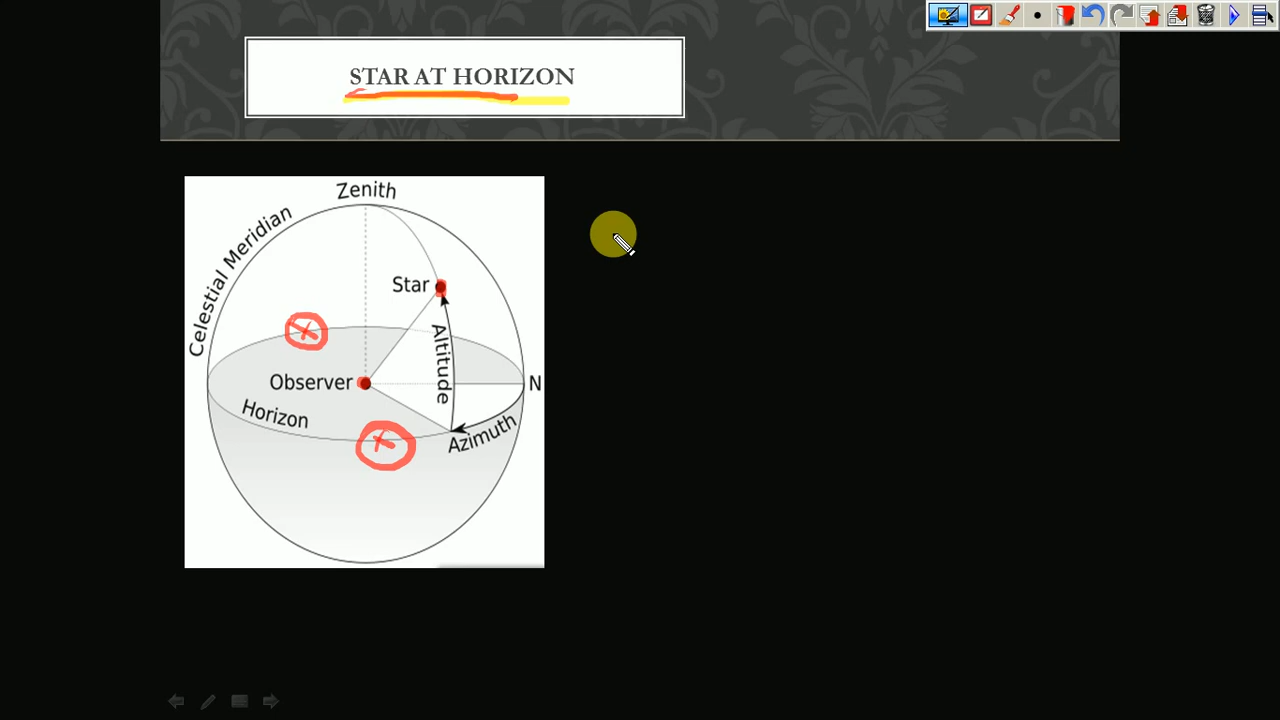 STAR AT HORIZON
Zenith
Celestial Meridian
Star
Altitude
Observer
N
Horizon
Azimuth